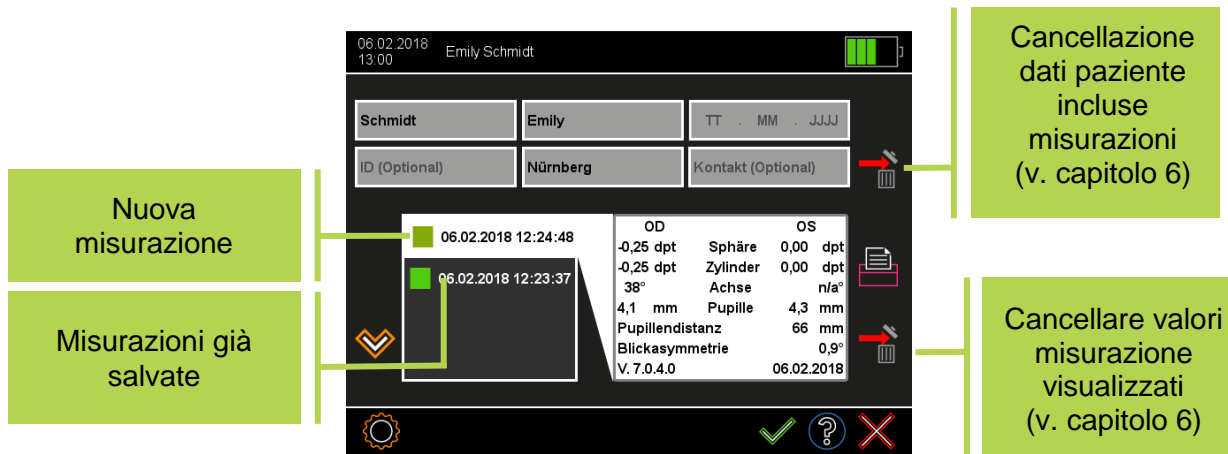 06.02.2018
13:00
Emily Schmidt
Schmidt
Emily
TT . MM . JJJJ
ID (Optional)
Nürnberg
Kontakt (Optional)
Cancellazione
dati paziente
incluse
misurazioni
(v. capitolo 6)
Nuova
misurazione
Misurazioni già
salvate
06.02.2018 12:24:48
06.02.2018 12:23:37
OD OS
-0,25 dpt Sphäre 0,00 dpt
-0,25 dpt Zylinder 0,00 dpt
38° Achse n/a°
4,1 mm Pupille 4,3 mm
Pupillendistanz 66 mm
Blickasymmetrie 0,9°
V. 7.0.4.0 06.02.2018
Cancellare valori
misurazione
visualizzati
(v. capitolo 6)
?